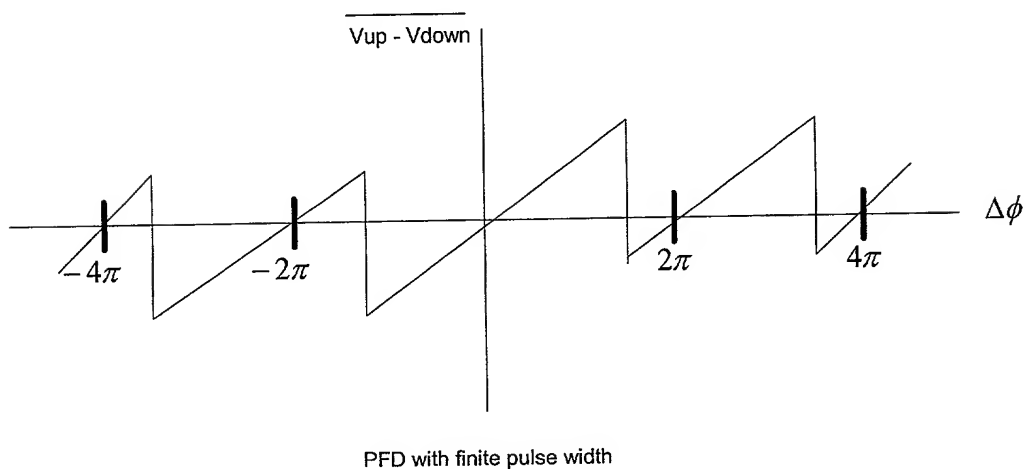 Vup - Vdown
Δϕ
−4π
−2π
2π
4π
PFD with finite pulse width